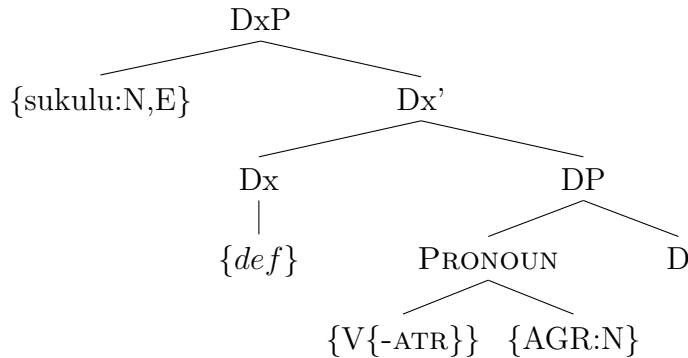 DxP
{sukulu:N,E} Dx'
Dx DP
{def} PRONOUN D
{V{-ATR}} {AGR:N}